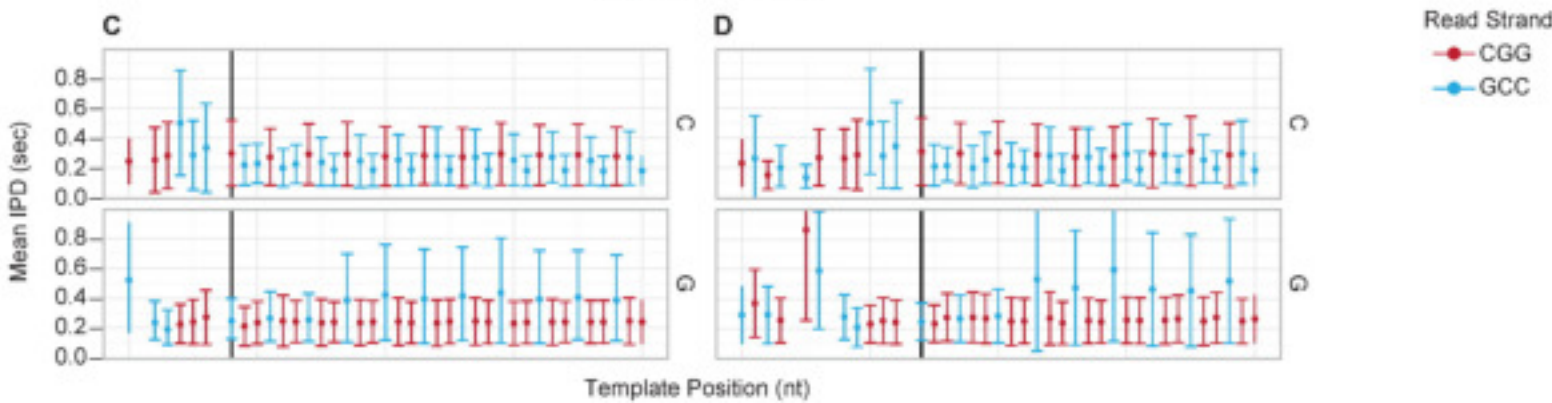 C
D
Read Strand
CGG
GCC
Mean IPD (sec)
0.8
0.6
0.4
0.2
0.0
C
C
0.8
0.6
0.4
0.2
0.0
G
G
Template Position (nt)